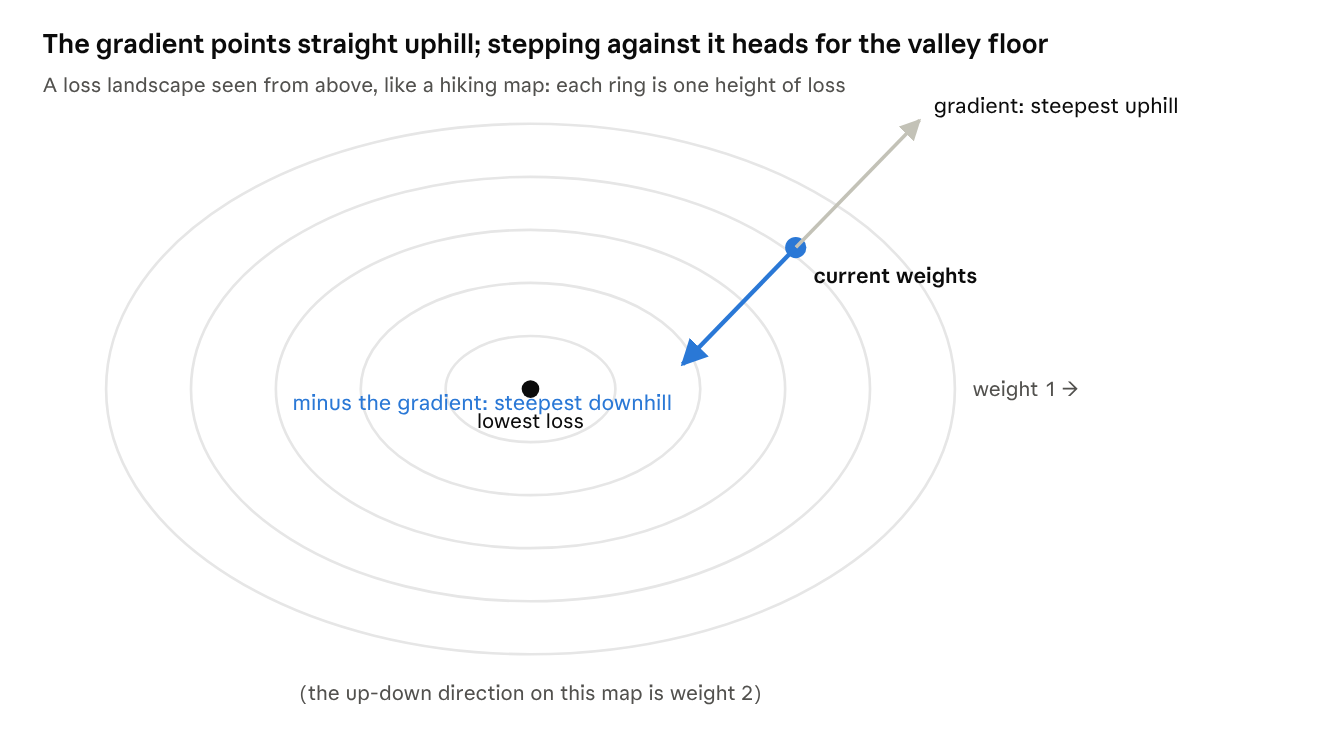 The gradient points straight uphill; stepping against it heads for the valley floor
A loss landscape seen from above, like a hiking map: each ring is one height of loss
gradient: steepest uphill
current weights
weight 1 →
minus the gradient: steepest downhill
lowest loss
(the up-down direction on this map is weight 2)